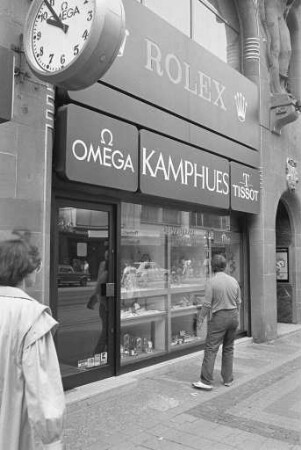 OMEGA
ROLEX
Ω
OMEGA
KAMPHUES
T
TISSOT